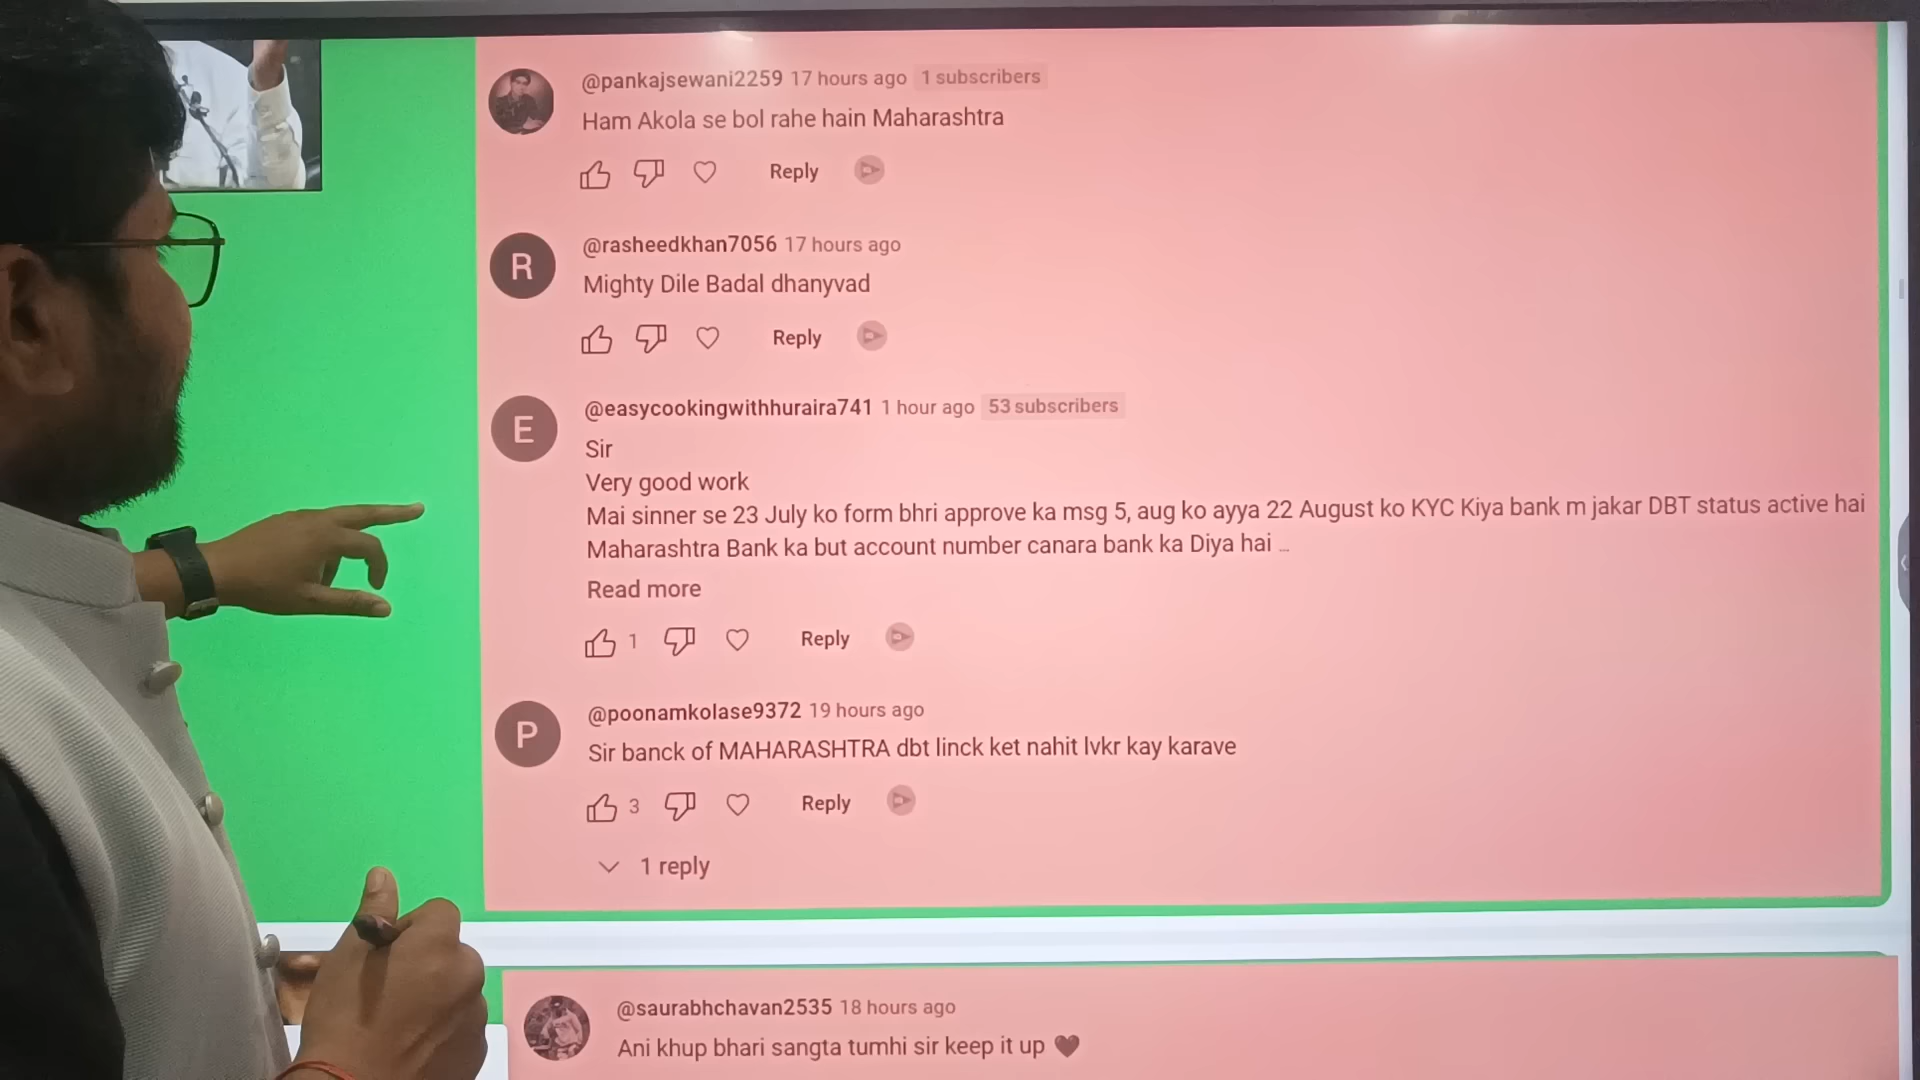 @pankajsewani2259 17 hours ago 1 subscribers
Ham Akola se bol rahe hain Maharashtra
Reply
R
@rasheedkhan7056 17 hours ago
Mighty Dile Badal dhanyvad
Reply
E
@easycookingwithhuraira741 1 hour ago 53 subscribers
Sir
Very good work
Mai sinner se 23 July ko form bhri approve ka msg 5, aug ko ayya 22 August ko KYC Kiya bank m jakar DBT status active hai
Maharashtra Bank ka but account number canara bank ka Diya hai ...
Read more
1 Reply
P
@poonamkolase9372 19 hours ago
Sir banck of MAHARASHTRA dbt linck ket nahit lvkr kay karave
3 Reply
1 reply
@saurabhchavan2535 18 hours ago
Ani khup bhari sangta tumhi sir keep it up 🖤